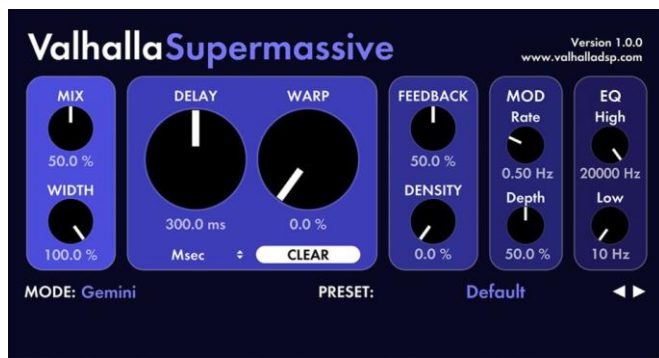 Valhalla Supermassive
Version 1.0.0
www.valhalladsp.com
MIX
50.0 %
WIDTH
100.0 %
DELAY
300.0 ms
Msec
WARP
0.0 %
CLEAR
FEEDBACK
50.0 %
DENSITY
0.0 %
MOD
Rate
0.50 Hz
Depth
50.0 %
EQ
High
20000 Hz
Low
10 Hz
MODE: Gemini
PRESET: Default